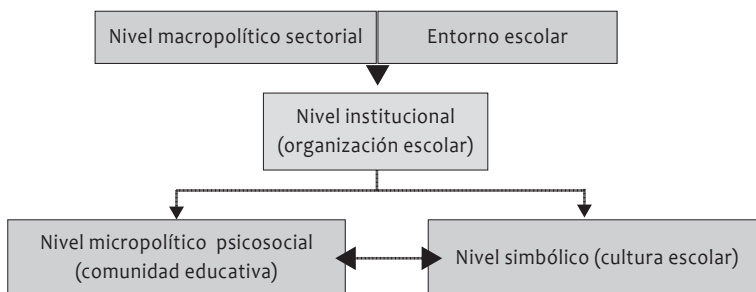 Nivel macropolítico sectorial
Entorno escolar
Nivel institucional
(organización escolar)
Nivel micropolítico psicosocial
(comunidad educativa)
Nivel simbólico (cultura escolar)